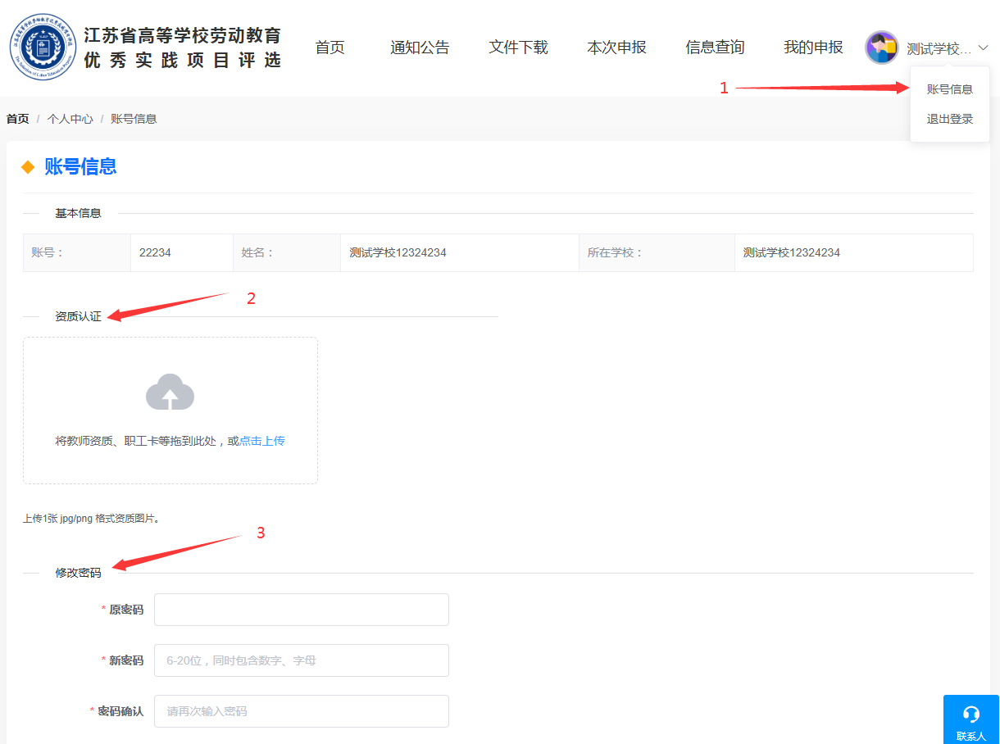 江苏省高等学校劳动教育
优秀实践项目评选
首页 通知公告 文件下载 本次申报 信息查询 我的申报 测试学校...
1
账号信息
退出登录
首页 / 个人中心 / 账号信息
账号信息
基本信息
账号： 22234 姓名： 测试学校12324234 所在学校： 测试学校12324234
2
资质认证
将教师资质、职工卡等拖到此处，或点击上传
上传1张 jpg/png 格式资质图片。
3
修改密码
* 原密码
* 新密码 6-20位，同时包含数字、字母
* 密码确认 请再次输入密码
联系人